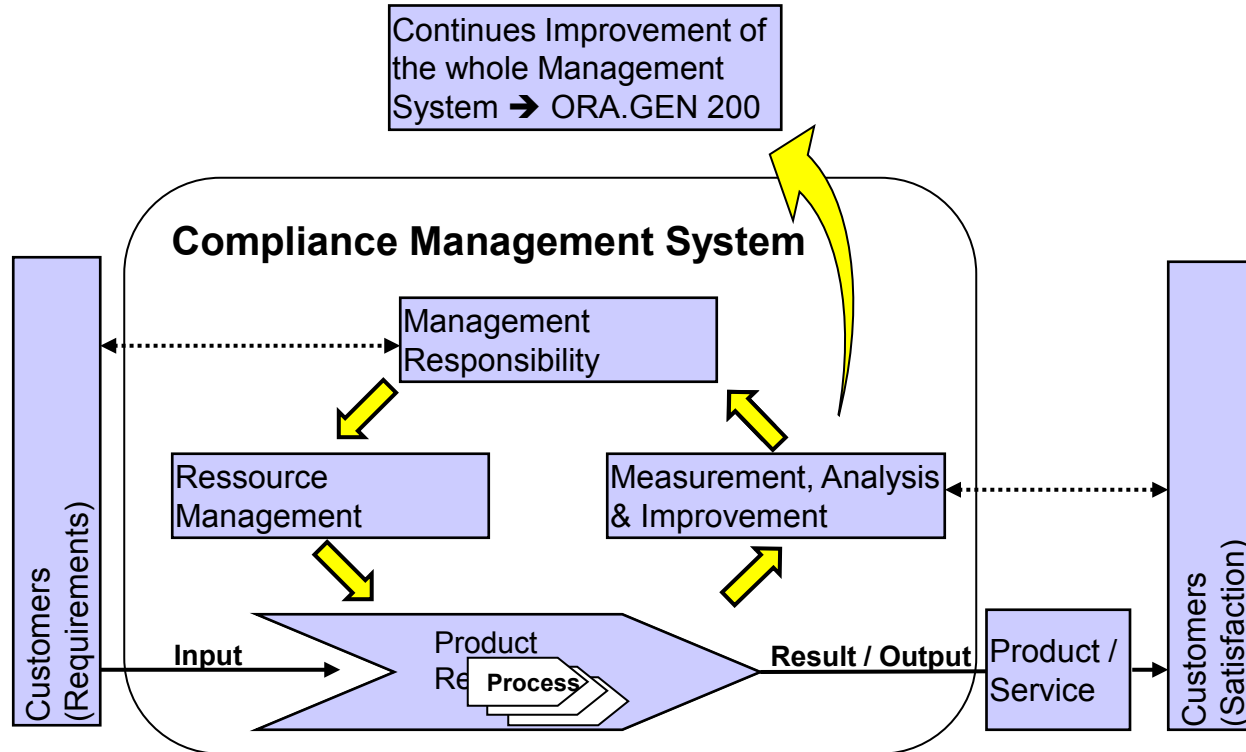 Continues Improvement of
the whole Management
System ➔ ORA.GEN 200
Compliance Management System
Customers
(Requirements)
Management
Responsibility
Ressource
Management
Measurement, Analysis
& Improvement
Input
Product
Process
Result / Output
Product /
Service
Customers
(Satisfaction)